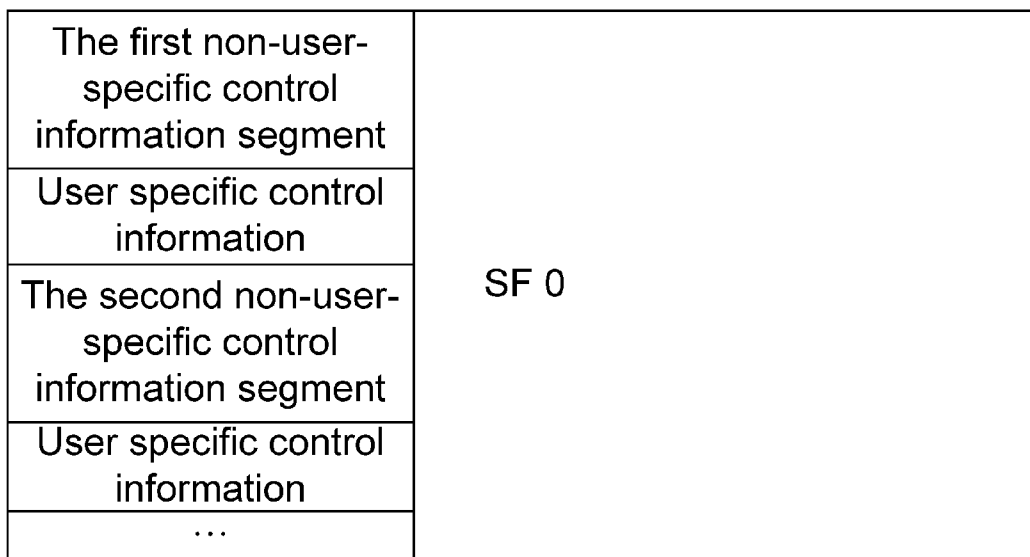 The first non-user-
specific control
information segment
User specific control
information
The second non-user-
specific control
information segment
User specific control
information
...
SF 0